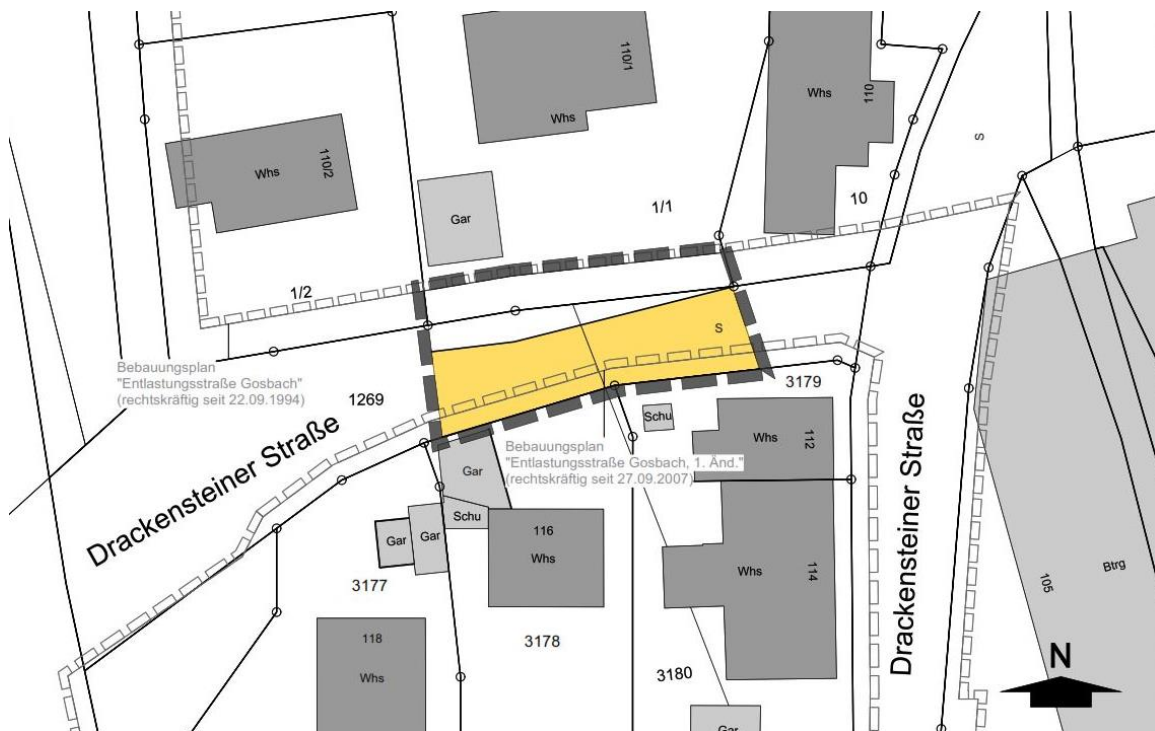 110/1
Whs
Whs
110
Whs
110/2
S
Gar
1/1
10
1/2
S
Bebauungsplan
"Entlastungsstraße Gosbach"
(rechtskräftig seit 22.09.1994)
1269
3179
Schu
Drackensteiner Straße
Bebauungsplan
"Entlastungsstraße Gosbach, 1. Änd."
(rechtskräftig seit 27.09.2007)
Whs
112
Gar
Schu
Gar
Gar
116
Whs
Whs
114
Drackensteiner Straße
105
Btrg
3177
3178
118
Whs
3180
N
Gar